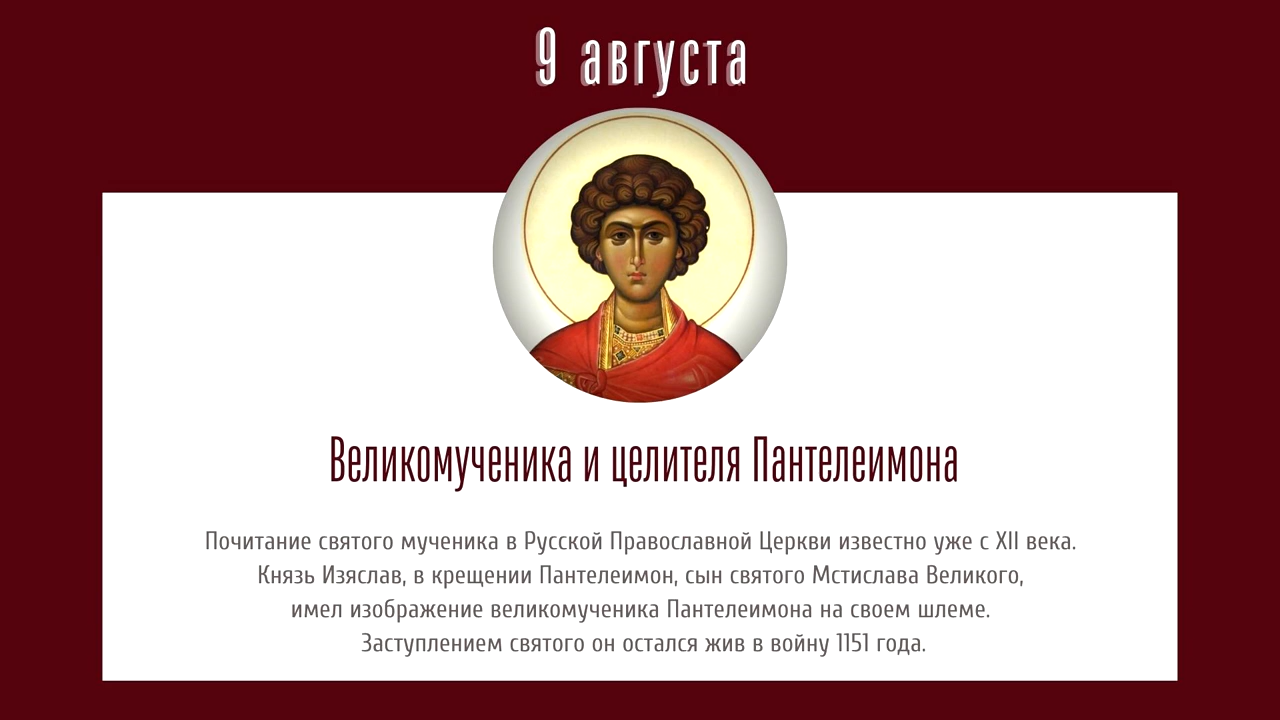 9 августа
Великомученика и целителя Пантелеимона
Почитание святого мученика в Русской Православной Церкви известно уже с XII века.
Князь Изяслав, в крещении Пантелеимон, сын святого Мстислава Великого,
имел изображение великомученика Пантелеимона на своем шлеме.
Заступлением святого он остался жив в войну 1151 года.